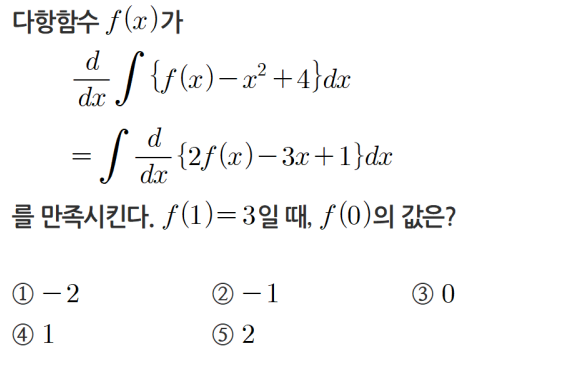 다항함수 f(x)가
d/dx ∫ {f(x)−x²+4}dx
= ∫ d/dx {2f(x)−3x+1}dx
를 만족시킨다. f(1)=3일 때, f(0)의 값은?
① −2 ② −1 ③ 0
④ 1 ⑤ 2